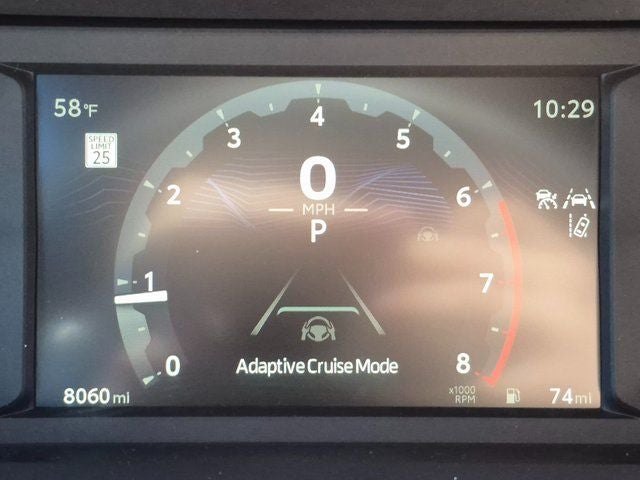 58°F
10:29
SPEED
LIMIT
25
4
3
5
0
2
6
MPH
P
1
7
0
Adaptive Cruise Mode
8
8060 mi
x1000
RPM
74 mi